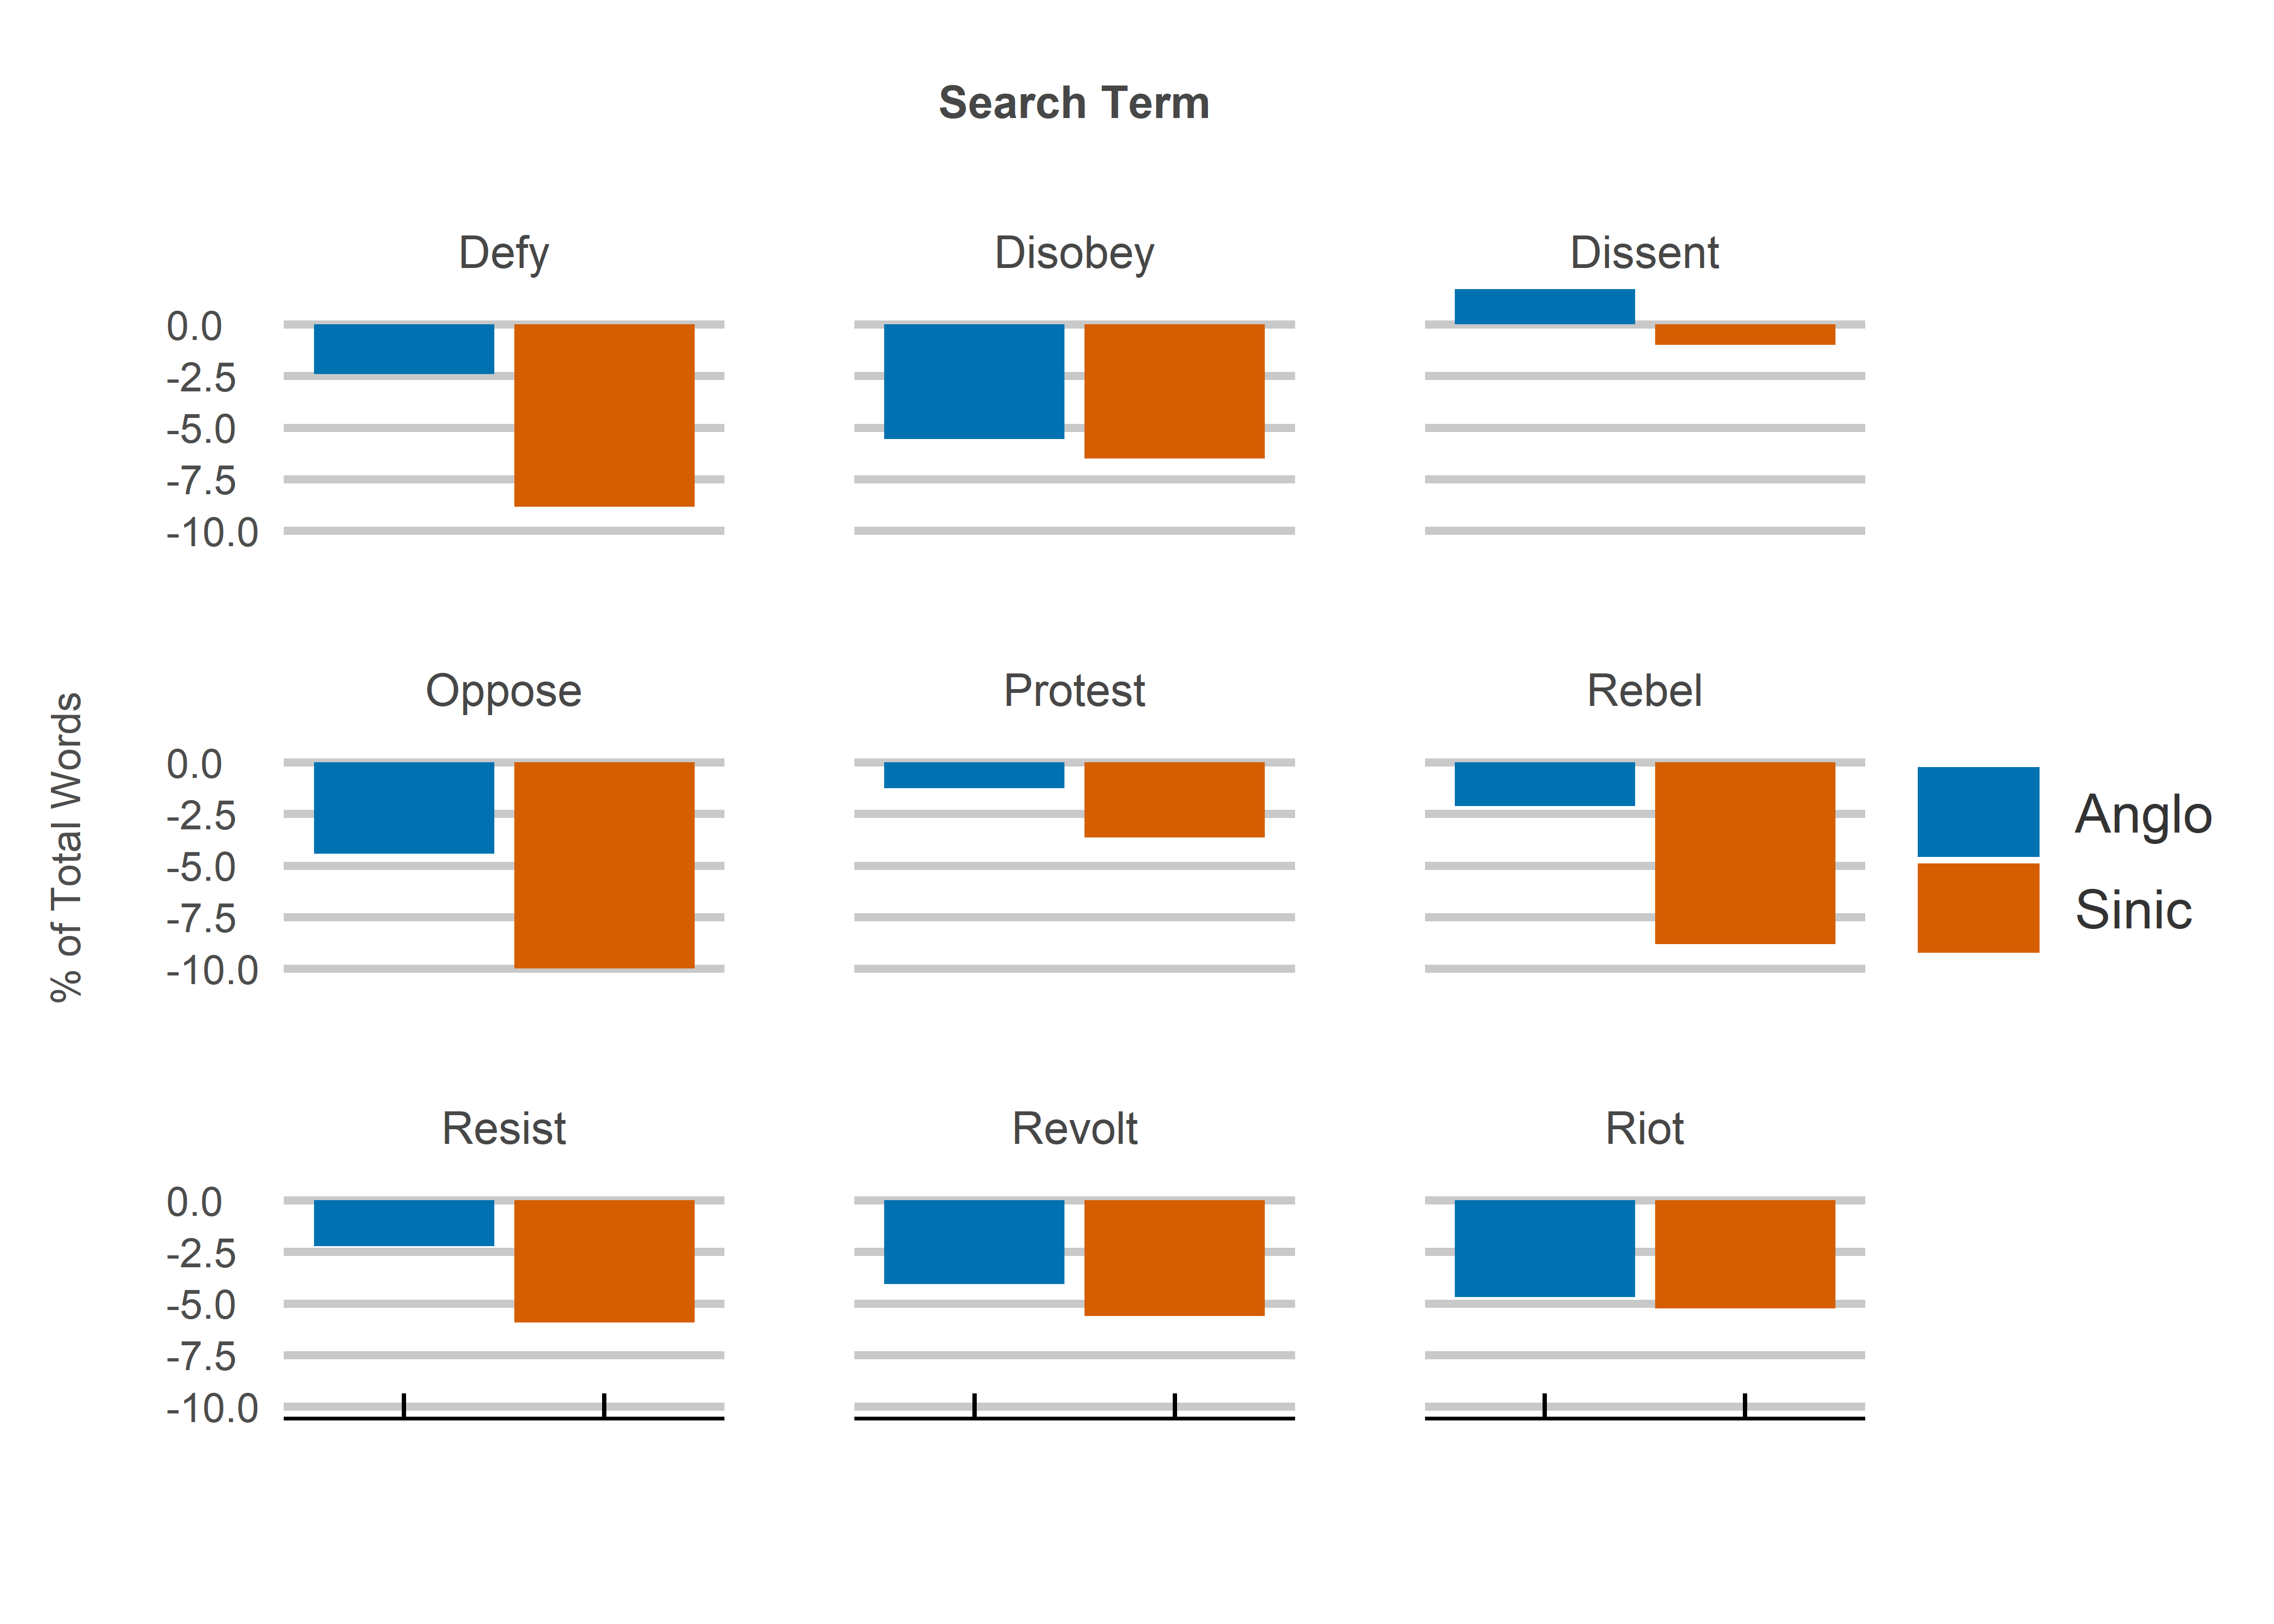 Search Term
Defy
Disobey
Dissent
0.0
-2.5
-5.0
-7.5
-10.0
Oppose
Protest
Rebel
0.0
-2.5
-5.0
-7.5
-10.0
% of Total Words
Anglo
Sinic
Resist
Revolt
Riot
0.0
-2.5
-5.0
-7.5
-10.0